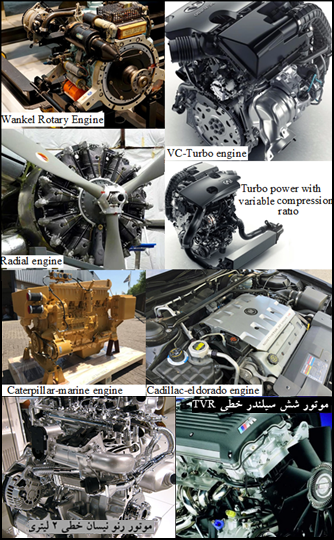 Wankel Rotary Engine
VC-Turbo engine
Radial engine
Turbo power with
variable compression
ratio
Caterpillar-marine engine
Cadillac-eldorado engine
موتور رنو نیسان خطی ۲ لیتری
موتور شش سیلندر خطی TVR